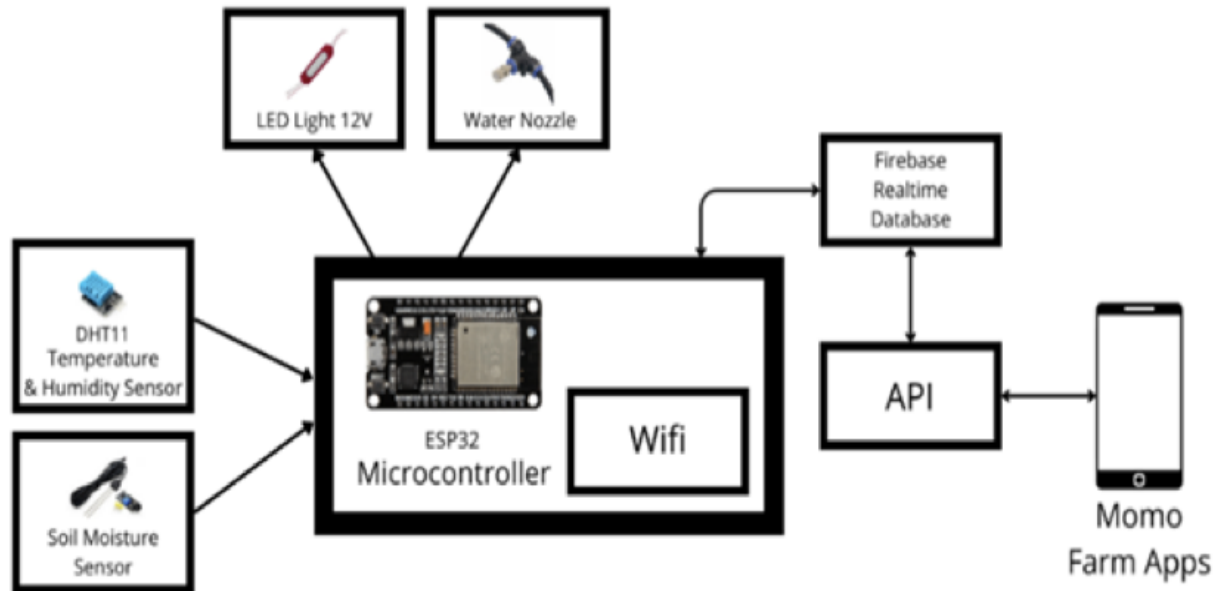 LED Light 12V
Water Nozzle
Firebase
Realtime
Database
DHT11
Temperature
& Humidity Sensor
ESP32
Microcontroller
Wifi
API
Soil Moisture
Sensor
Momo
Farm Apps